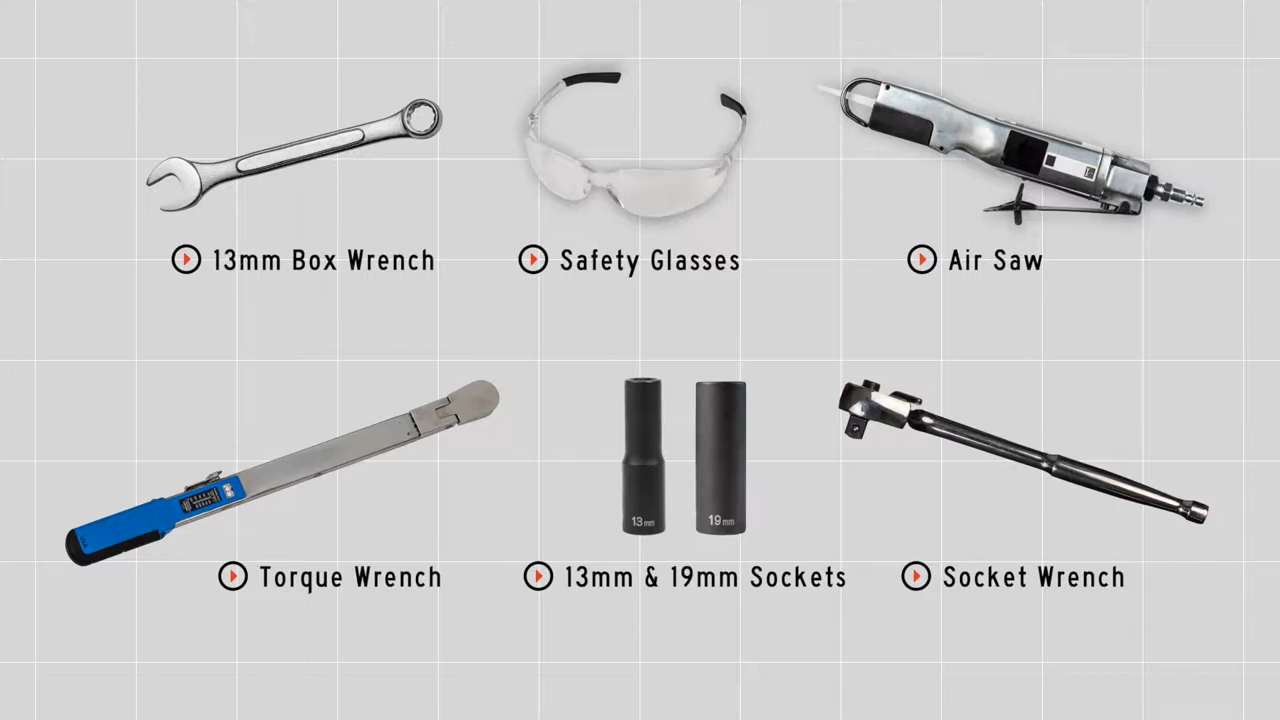 13mm Box Wrench
Safety Glasses
Air Saw
13mm
19mm
Torque Wrench
13mm & 19mm Sockets
Socket Wrench